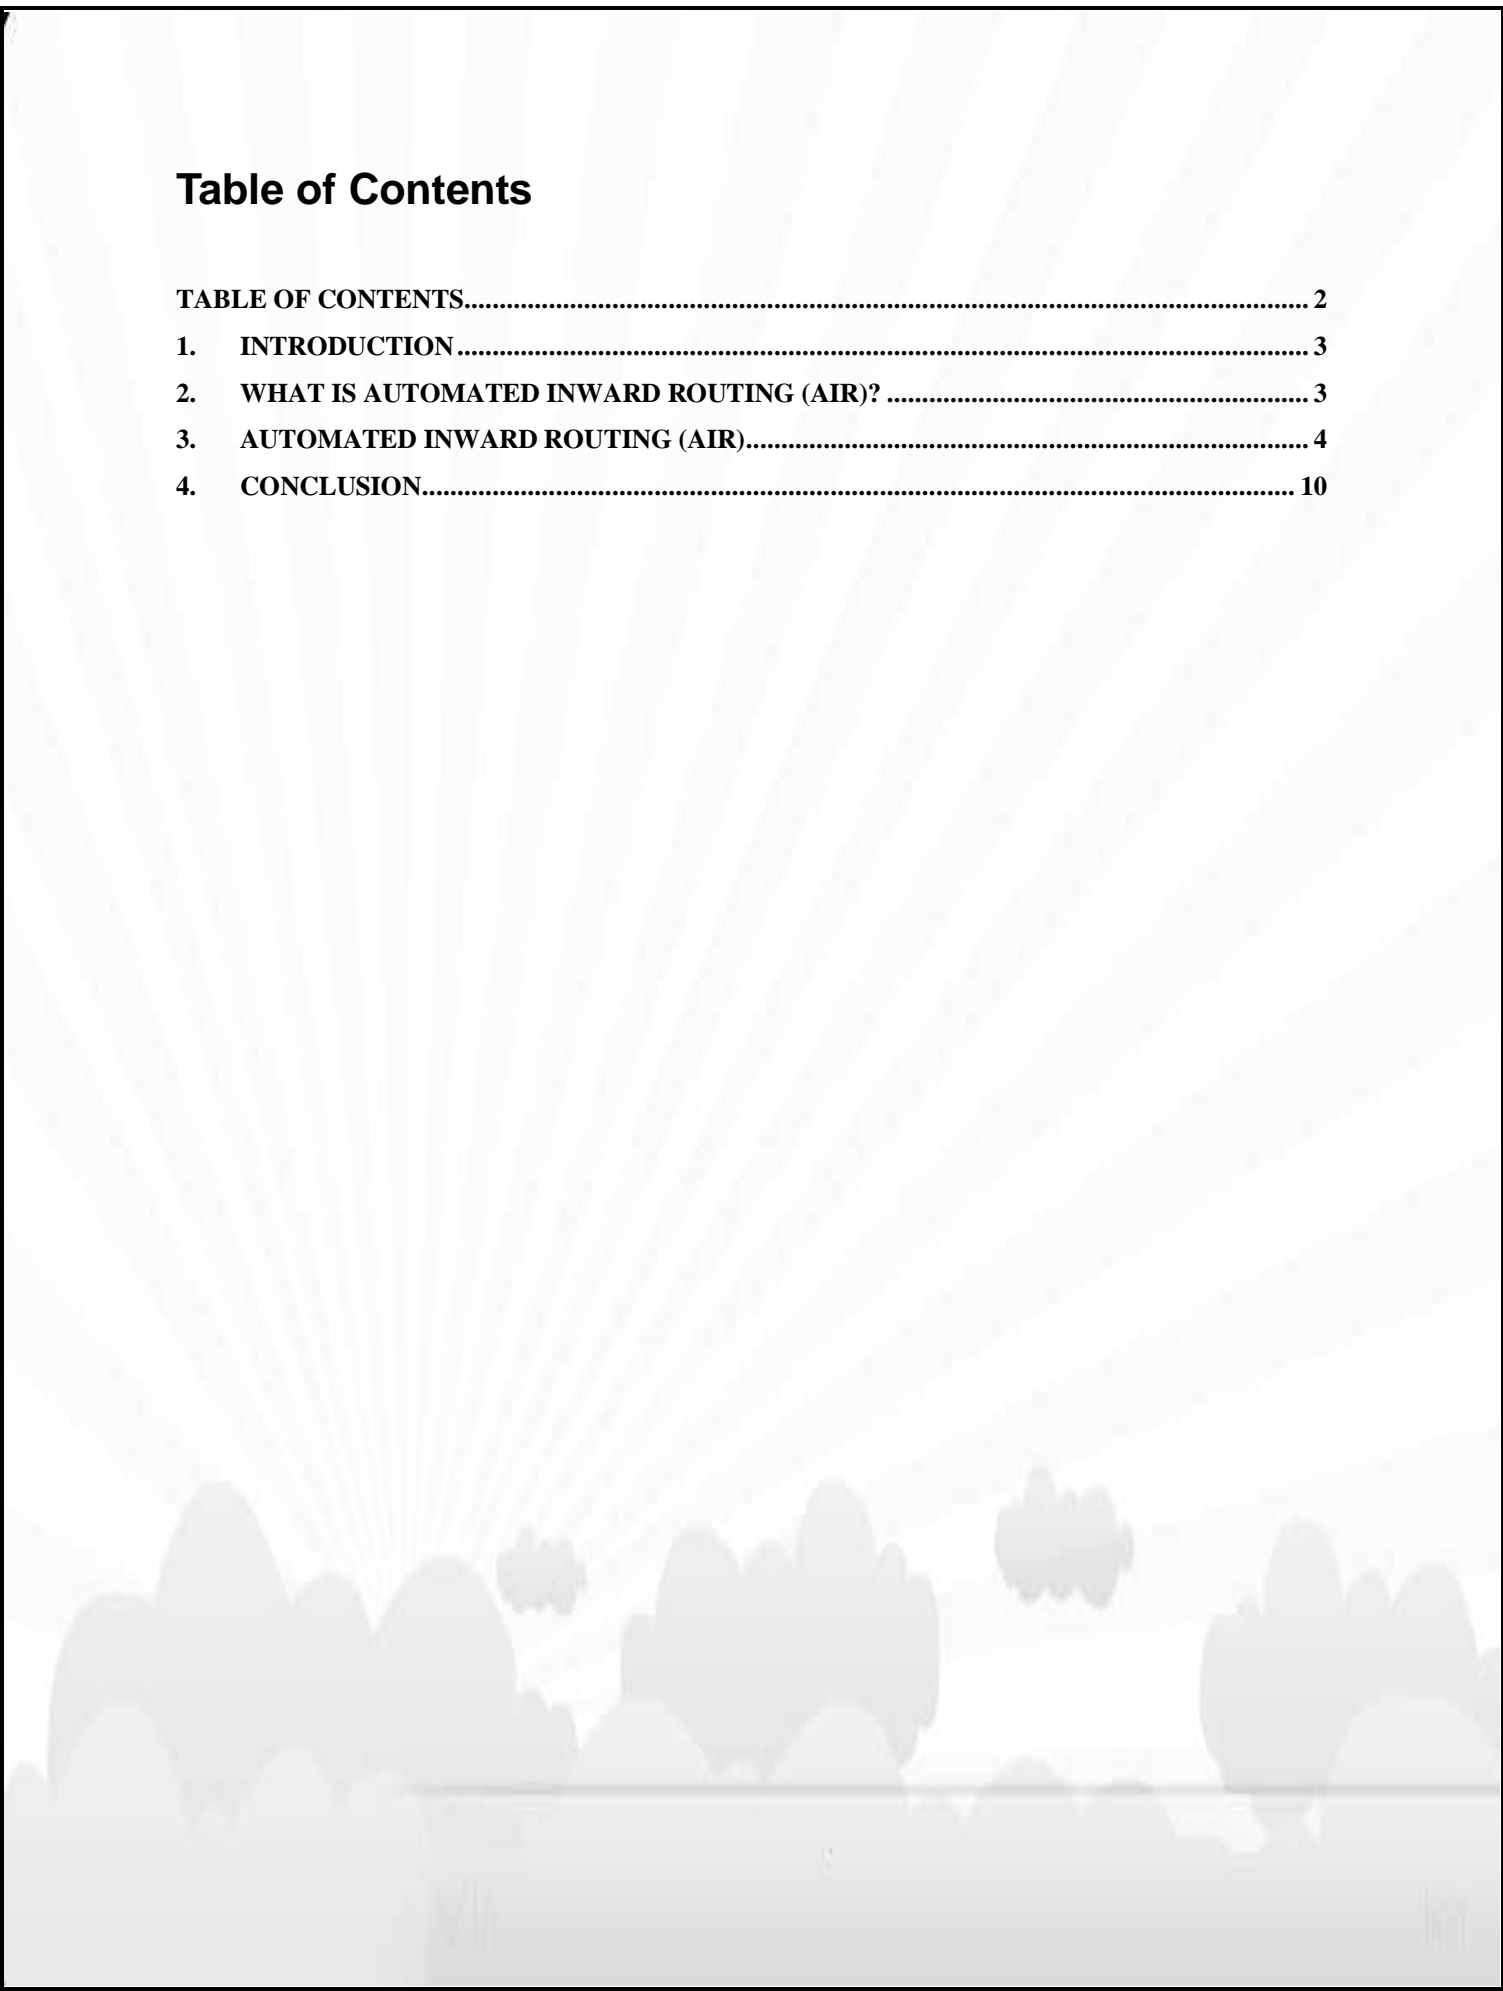 Table of Contents
TABLE OF CONTENTS........................................................................................................................ 2
1. INTRODUCTION......................................................................................................................... 3
2. WHAT IS AUTOMATED INWARD ROUTING (AIR)? ............................................................ 3
3. AUTOMATED INWARD ROUTING (AIR)................................................................................ 4
4. CONCLUSION............................................................................................................................ 10